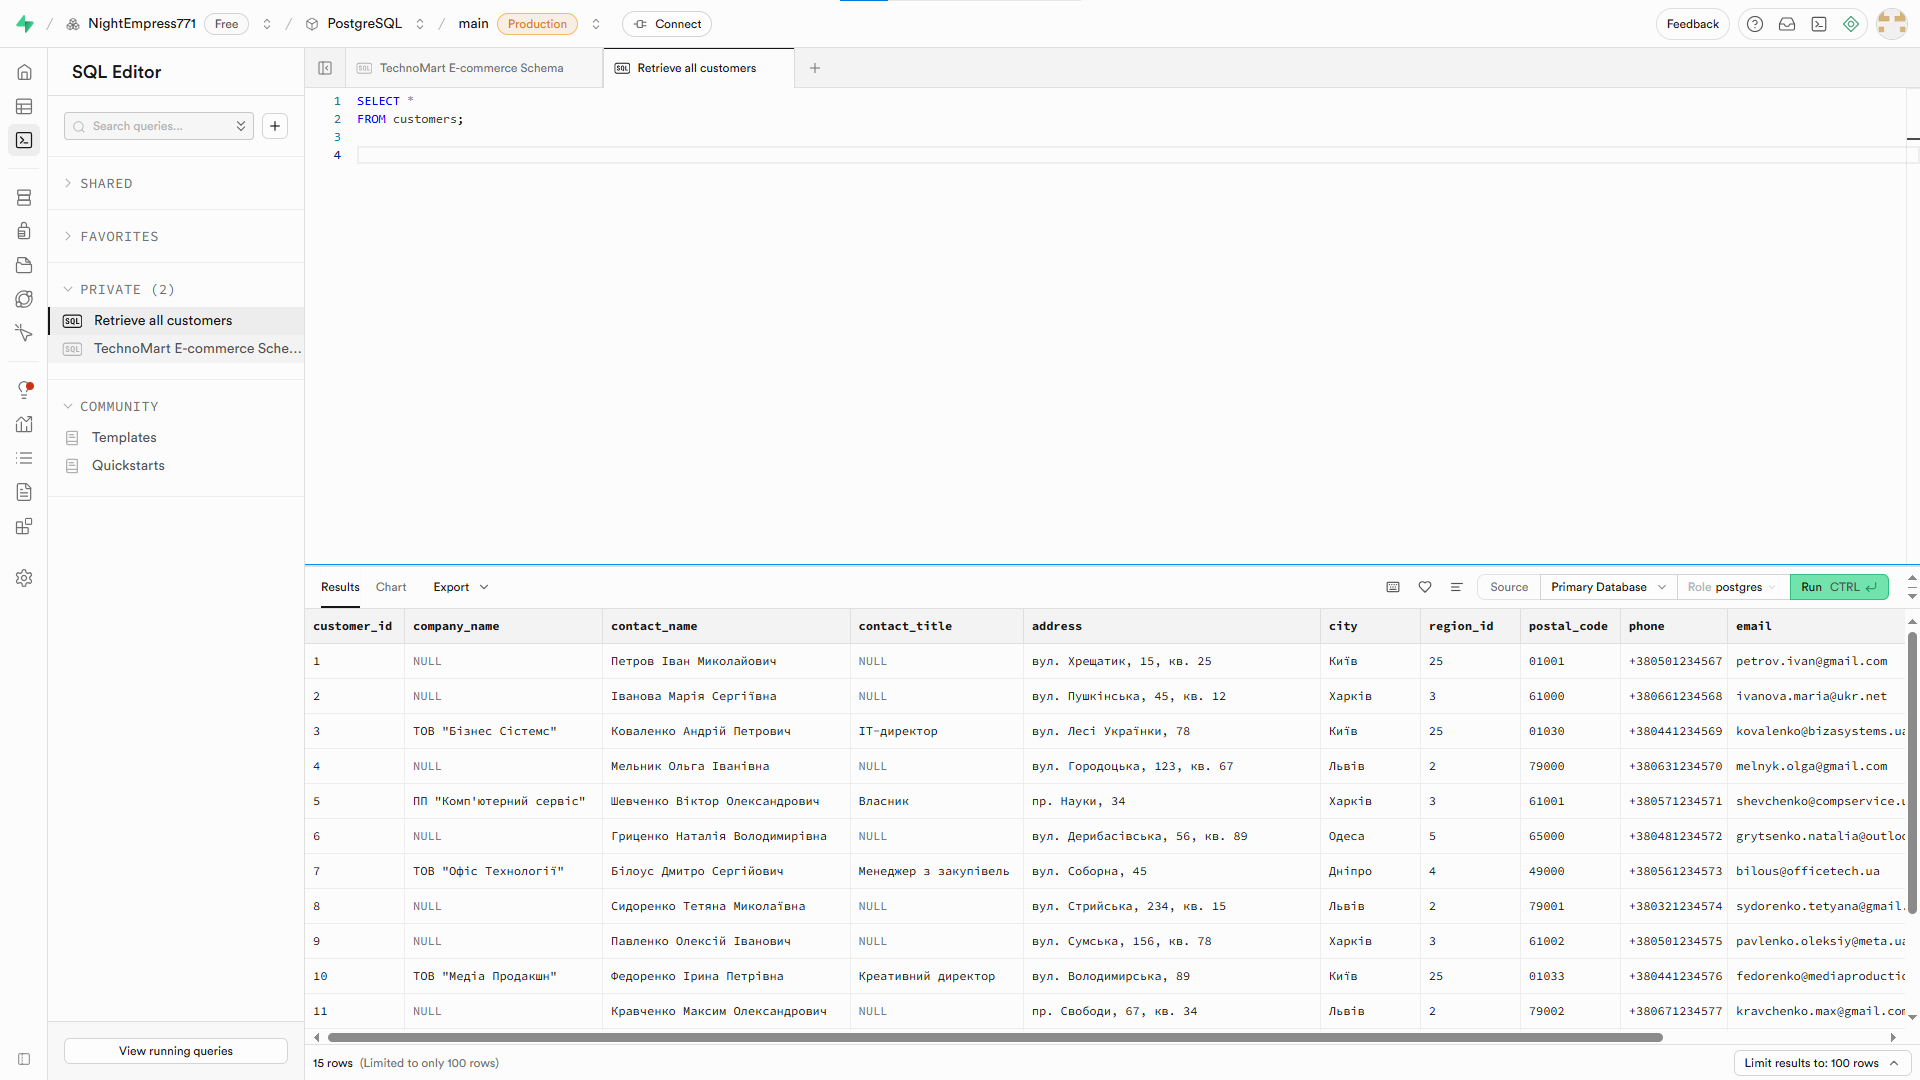 NightEmpress771 Free PostgreSQL main Production Connect Feedback
SQL Editor
TechnoMart E-commerce Schema
Retrieve all customers
Search queries...
SHARED
FAVORITES
PRIVATE (2)
SQL Retrieve all customers
SQL TechnoMart E-commerce Sche...
COMMUNITY
Templates
Quickstarts
View running queries
1 SELECT *
2 FROM customers;
3
4
Results Chart Export Source Primary Database Role postgres Run CTRL
customer_id company_name contact_name contact_title address city region_id postal_code phone email
1 NULL Петров Іван Миколайович NULL вул. Хрещатик, 15, кв. 25 Київ 25 01001 +380501234567 petrov.ivan@gmail.com
2 NULL Іванова Марія Сергіївна NULL вул. Пушкінська, 45, кв. 12 Харків 3 61000 +380661234568 ivanova.maria@ukr.net
3 ТОВ "Бізнес Сістемс" Коваленко Андрій Петрович ІТ-директор вул. Лесі Українки, 78 Київ 25 01030 +380441234569 kovalenko@bizasystems.ua
4 NULL Мельник Ольга Іванівна NULL вул. Городоцька, 123, кв. 67 Львів 2 79000 +380631234570 melnyk.olga@gmail.com
5 ПП "Комп'ютерний сервіс" Шевченко Віктор Олександрович Власник пр. Науки, 34 Харків 3 61001 +380571234571 shevchenko@compservice.u
6 NULL Гриценко Наталія Володимирівна NULL вул. Дерибасівська, 56, кв. 89 Одеса 5 65000 +380481234572 grytsenko.natalia@outloo
7 ТОВ "Офіс Технології" Білоус Дмитро Сергійович Менеджер з закупівель вул. Соборна, 45 Дніпро 4 49000 +380561234573 bilous@officetech.ua
8 NULL Сидоренко Тетяна Миколаївна NULL вул. Стрийська, 234, кв. 15 Львів 2 79001 +380321234574 sydorenko.tetyana@gmail.
9 NULL Павленко Олексій Іванович NULL вул. Сумська, 156, кв. 78 Харків 3 61002 +380501234575 pavlenko.oleksiy@meta.ua
10 ТОВ "Медіа Продакшн" Федоренко Ірина Петрівна Креативний директор вул. Володимирська, 89 Київ 25 01033 +380441234576 fedorenko@mediaproductio
11 NULL Кравченко Максим Олександрович NULL пр. Свободи, 67, кв. 34 Львів 2 79002 +380671234577 kravchenko.max@gmail.com
15 rows (Limited to only 100 rows) Limit results to: 100 rows